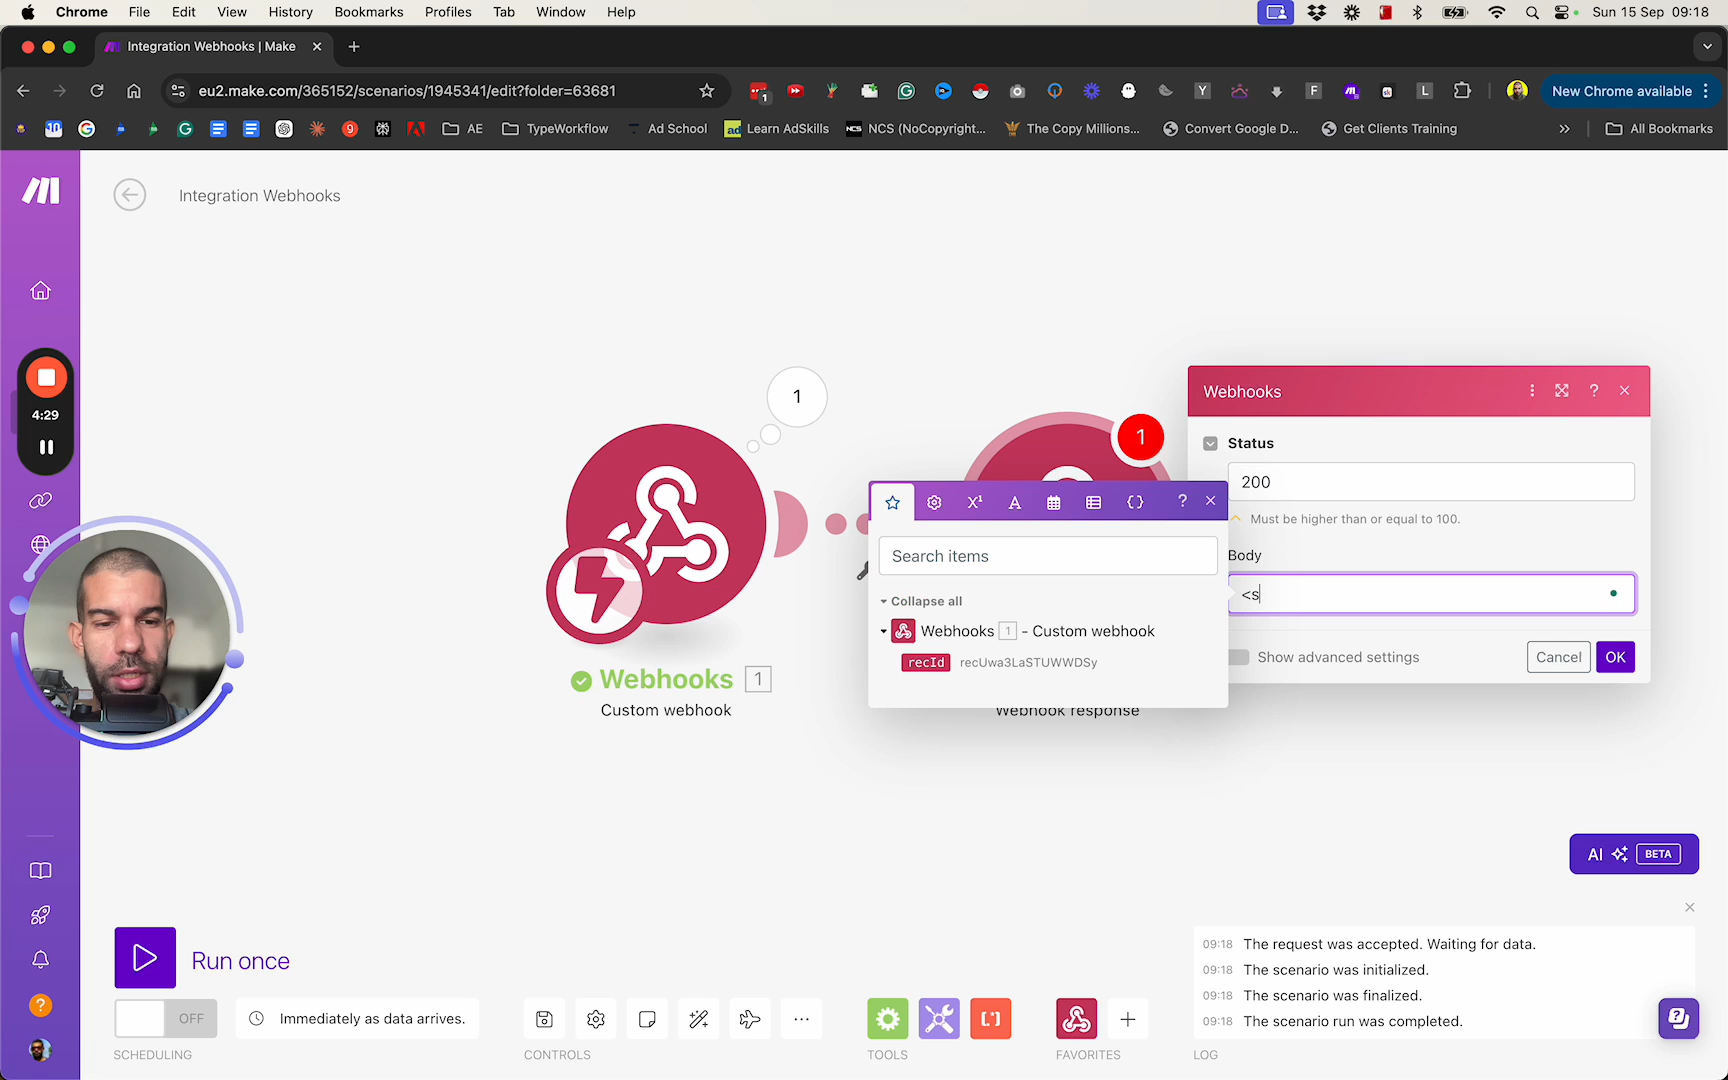 Chrome File Edit View History Bookmarks Profiles Tab Window Help Sun 15 Sep 09:18
Integration Webhooks | Make
eu2.make.com/365152/scenarios/1945341/edit?folder=63681 1 Y F L New Chrome available
10 9 AE TypeWorkflow Ad School ad Learn AdSkills NCS NCS (NoCopyright... The Copy Millions... Convert Google D... Get Clients Training All Bookmarks
Integration Webhooks
4:29
1
1
Webhooks
Status
200
Must be higher than or equal to 100.
Body
<s
Show advanced settings Cancel OK
Search items
Collapse all
Webhooks 1 - Custom webhook
recId recUwa3LaSTUWWDSy
Webhooks 1
Custom webhook
Webhook response
AI BETA
Run once
OFF Immediately as data arrives.
SCHEDULING CONTROLS TOOLS FAVORITES LOG
09:18 The request was accepted. Waiting for data.
09:18 The scenario was initialized.
09:18 The scenario was finalized.
09:18 The scenario run was completed.